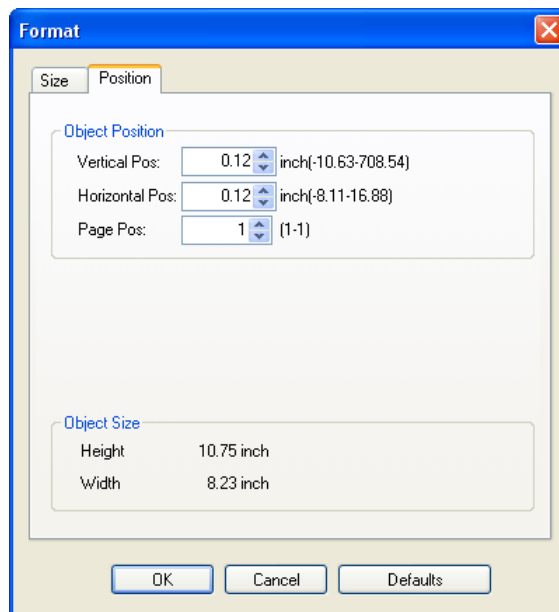 Format
Size Position
Object Position
Vertical Pos: 0.12 inch(-10.63-708.54)
Horizontal Pos: 0.12 inch(-8.11-16.88)
Page Pos: 1 (1-1)
Object Size
Height 10.75 inch
Width 8.23 inch
OK Cancel Defaults